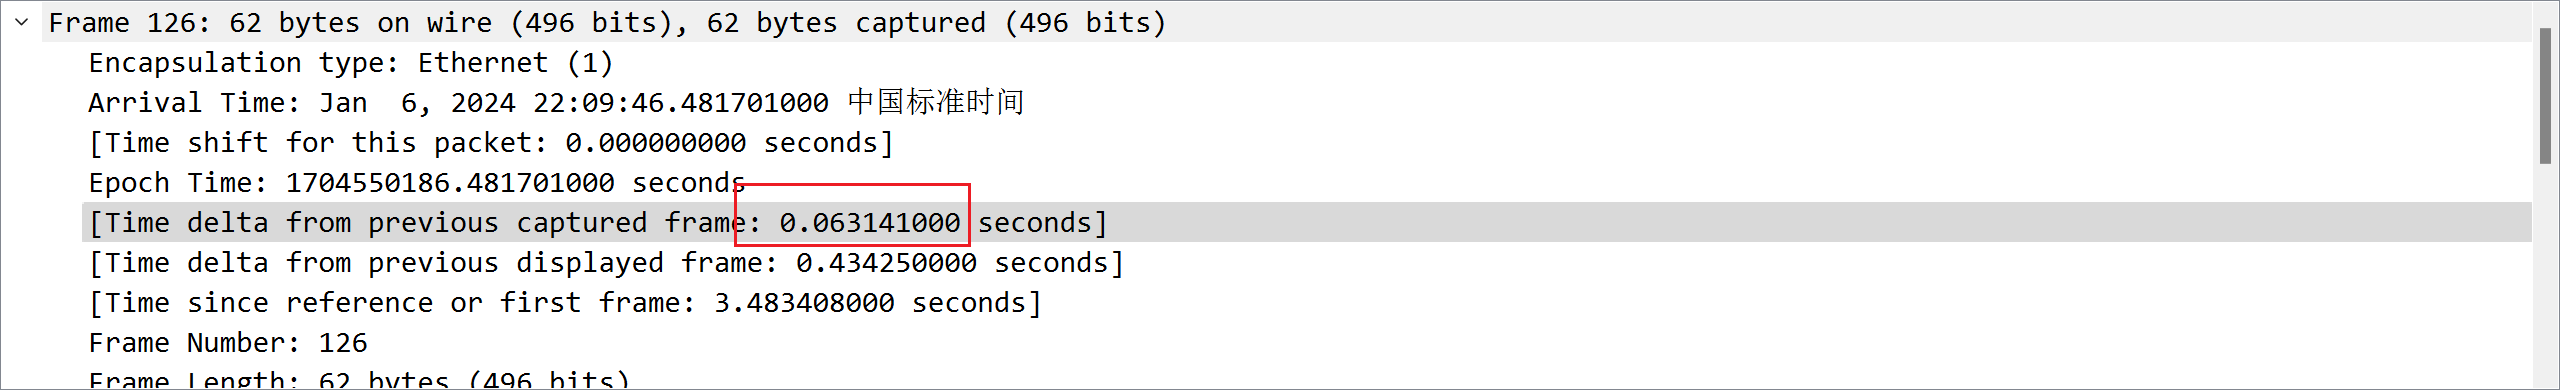 Frame 126: 62 bytes on wire (496 bits), 62 bytes captured (496 bits)
Encapsulation type: Ethernet (1)
Arrival Time: Jan  6, 2024 22:09:46.481701000 中国标准时间
[Time shift for this packet: 0.000000000 seconds]
Epoch Time: 1704550186.481701000 seconds
[Time delta from previous captured frame: 0.063141000 seconds]
[Time delta from previous displayed frame: 0.434250000 seconds]
[Time since reference or first frame: 3.483408000 seconds]
Frame Number: 126
Frame Length: 62 bytes (496 bits)